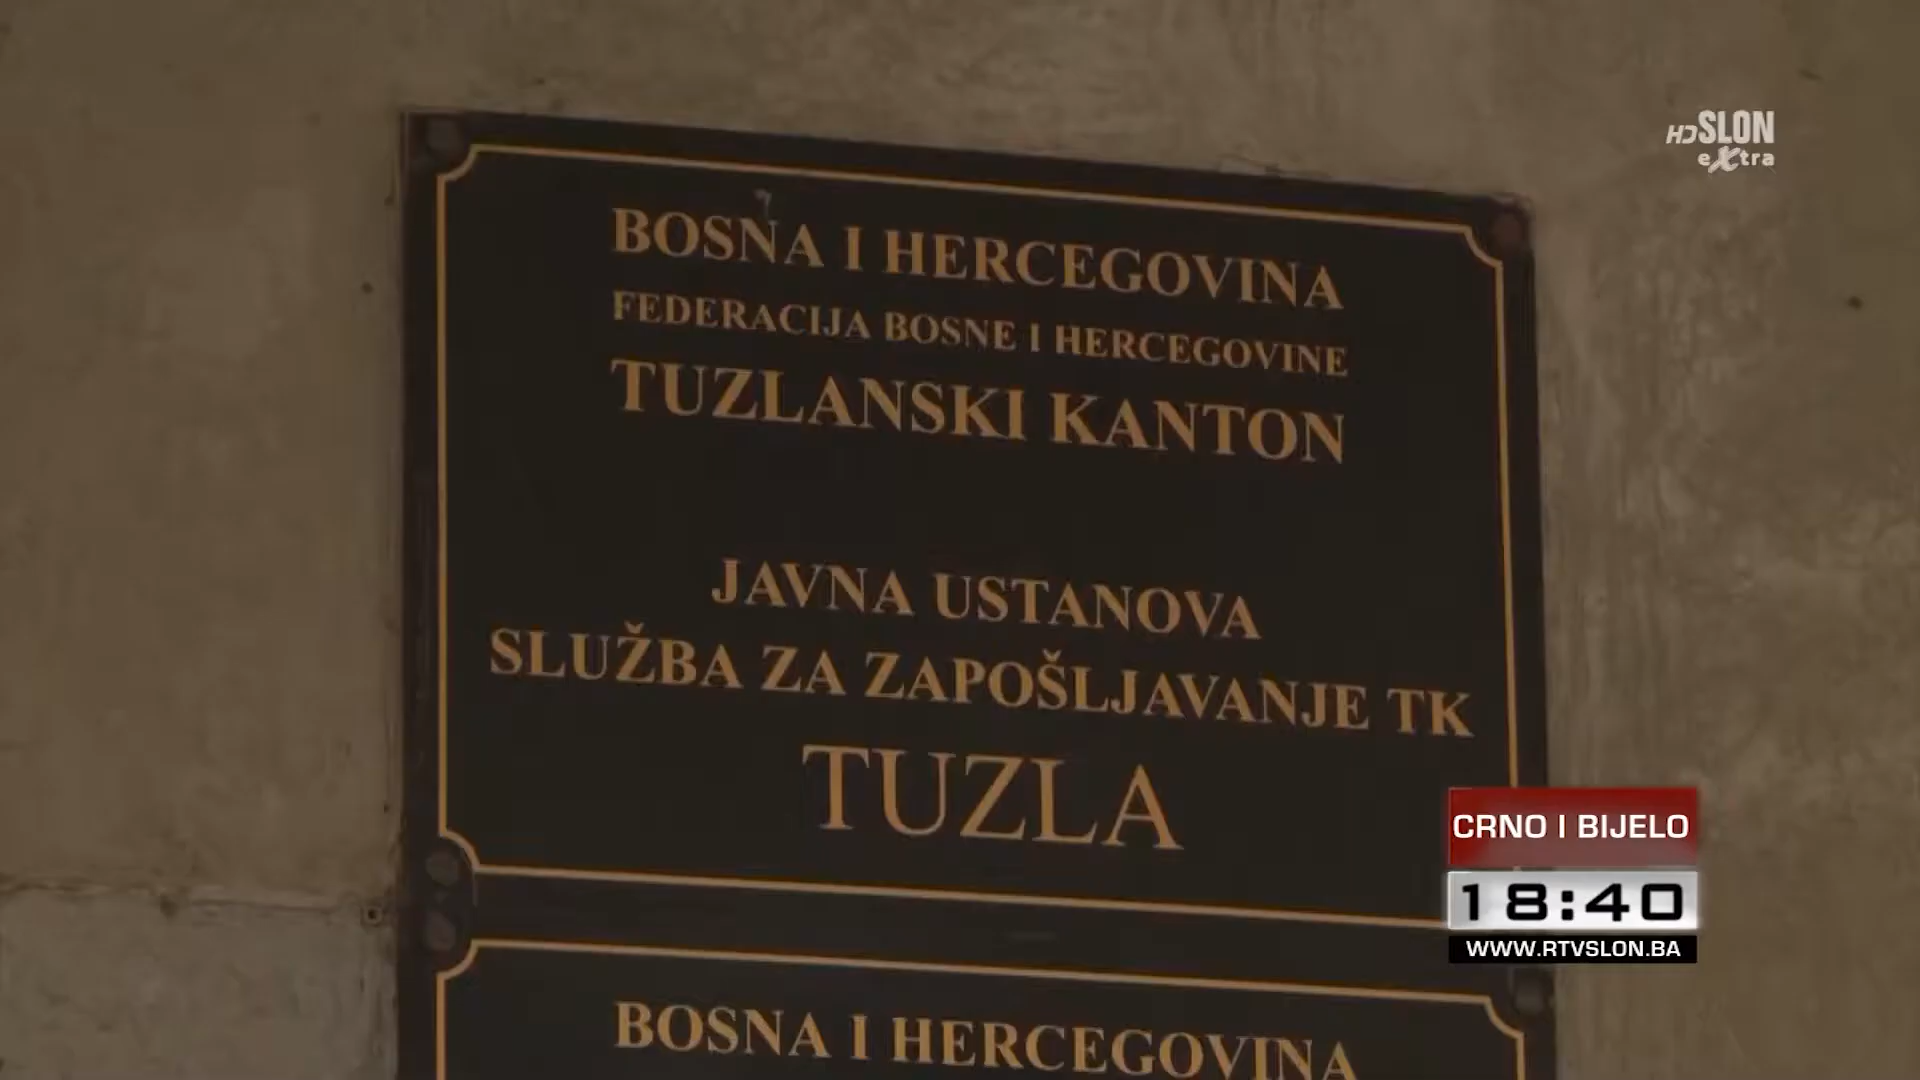 HD SLON
eXtra
BOSNA I HERCEGOVINA
FEDERACIJA BOSNE I HERCEGOVINE
TUZLANSKI KANTON
JAVNA USTANOVA
SLUŽBA ZA ZAPOŠLJAVANJE TK
TUZLA
CRNO I BIJELO
18:40
WWW.RTVSLON.BA
BOSNA I HERCEGOVINA